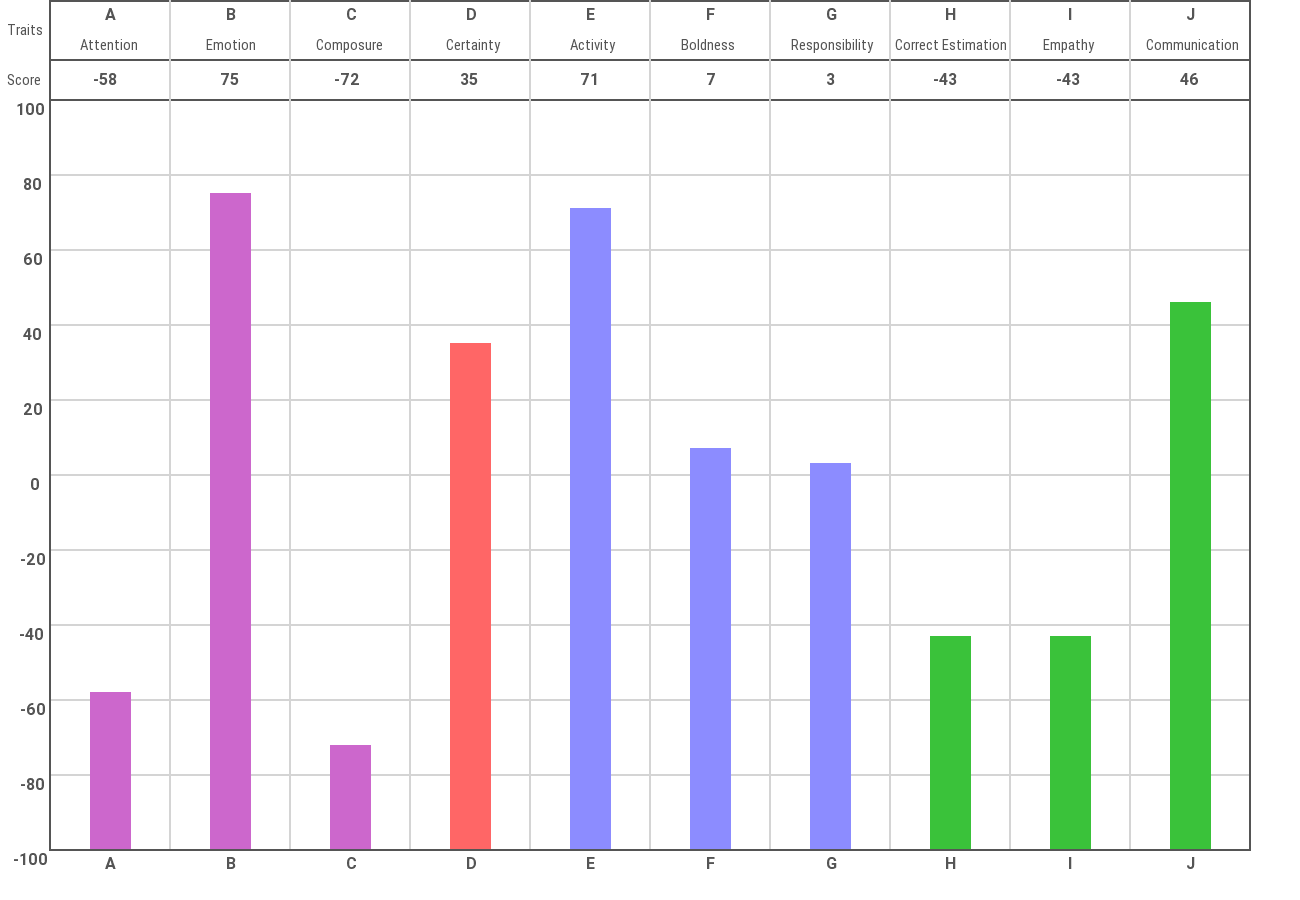 A B C D E F G H I J
Traits
Attention Emotion Composure Certainty Activity Boldness Responsibility Correct Estimation Empathy Communication
Score -58 75 -72 35 71 7 3 -43 -43 46
100
80
60
40
20
0
-20
-40
-60
-80
-100
A B C D E F G H I J